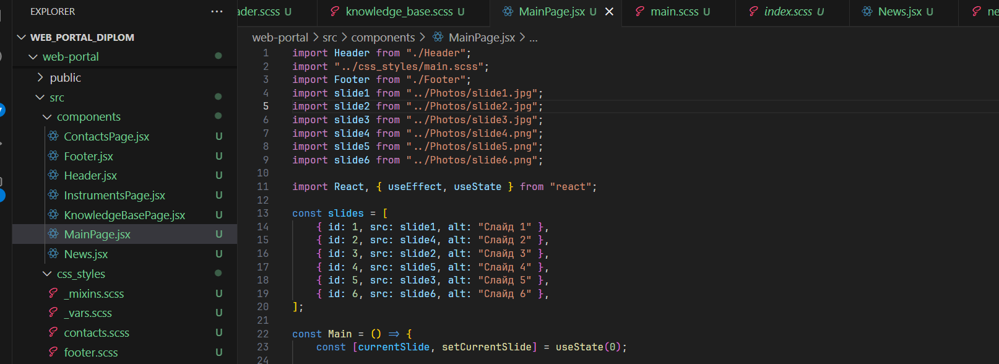 EXPLORER ...
WEB_PORTAL_DIPLOM
web-portal
public
src
components
ContactsPage.jsx U
Footer.jsx U
Header.jsx U
InstrumentsPage.jsx U
KnowledgeBasePage.jsx U
MainPage.jsx U
News.jsx U
css_styles
_mixins.scss U
_vars.scss U
contacts.scss U
footer.scss U
ader.scss U knowledge_base.scss U MainPage.jsx U main.scss U index.scss U News.jsx U ne
web-portal > src > components > MainPage.jsx > ...
1 import Header from "./Header";
2 import "../css_styles/main.scss";
3 import Footer from "./Footer";
4 import slide1 from "../Photos/slide1.jpg";
5 import slide2 from "../Photos/slide2.jpg";
6 import slide3 from "../Photos/slide3.jpg";
7 import slide4 from "../Photos/slide4.png";
8 import slide5 from "../Photos/slide5.png";
9 import slide6 from "../Photos/slide6.png";
10
11 import React, { useEffect, useState } from "react";
12
13 const slides = [
14 { id: 1, src: slide1, alt: "Слайд 1" },
15 { id: 2, src: slide4, alt: "Слайд 2" },
16 { id: 3, src: slide2, alt: "Слайд 3" },
17 { id: 4, src: slide5, alt: "Слайд 4" },
18 { id: 5, src: slide3, alt: "Слайд 5" },
19 { id: 6, src: slide6, alt: "Слайд 6" },
20 ];
21
22 const Main = () => {
23 const [currentSlide, setCurrentSlide] = useState(0);
24